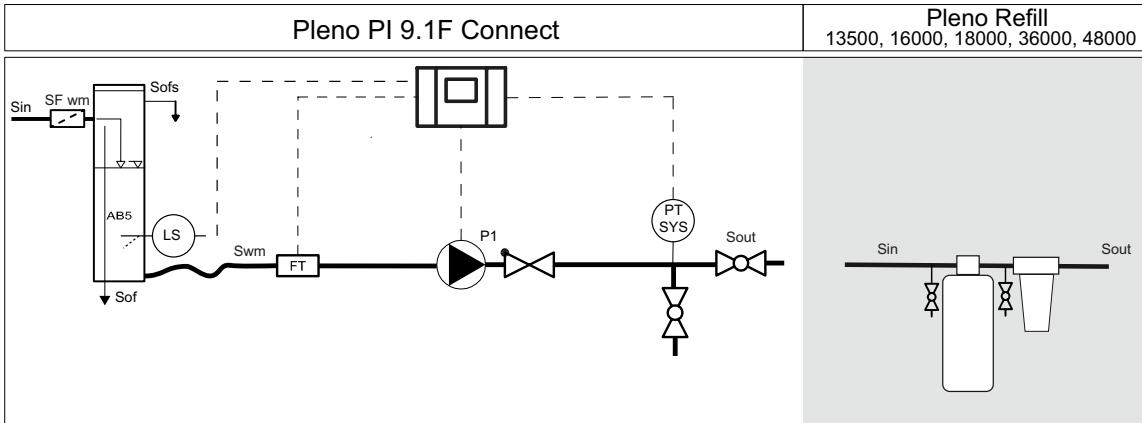 Pleno PI 9.1F Connect
Pleno Refill
13500, 16000, 18000, 36000, 48000
Sin
SF wm
Sofs
AB5
LS
Swm
FT
Sof
P1
PT
SYS
Sout
Sin
Sout